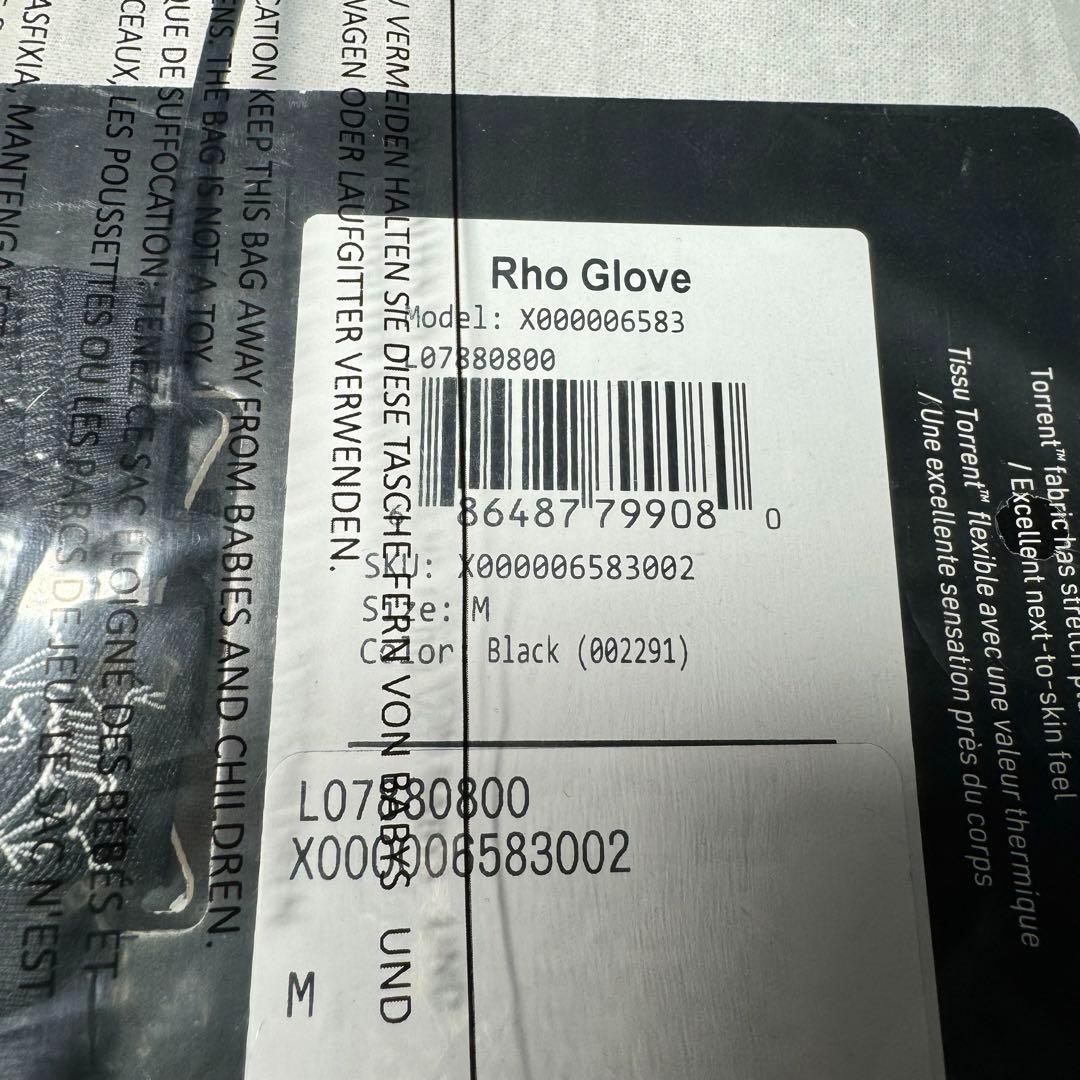 Rho Glove
Model: X000006583
L07880800
86487 79908 0
SKU: X000006583002
Size: M
Color: Black (002291)
L07880800
X000006583002
M
Torrent™ fabric has stretch
/ Excellent next-to-skin feel
Tissu Torrent™ flexible avec une valeur thermique
/ Une excellente sensation près du corps
VERMEIDEN HALTEN SIE DIESE TASCHE FERN VON BABYS UND
WAGEN ODER LAUFGITTER VERWENDEN.
KEEP THIS BAG AWAY FROM BABIES AND CHILDREN.
THE BAG IS NOT A TOY
DE SUFFOCATION: TENEZ CE SAC ELOIGNE DES BÉBÉS ET
LES POUSSETTES OU LES PARCS DE JEU. LE SAC N'EST
ASFIXIA, MANTENGA